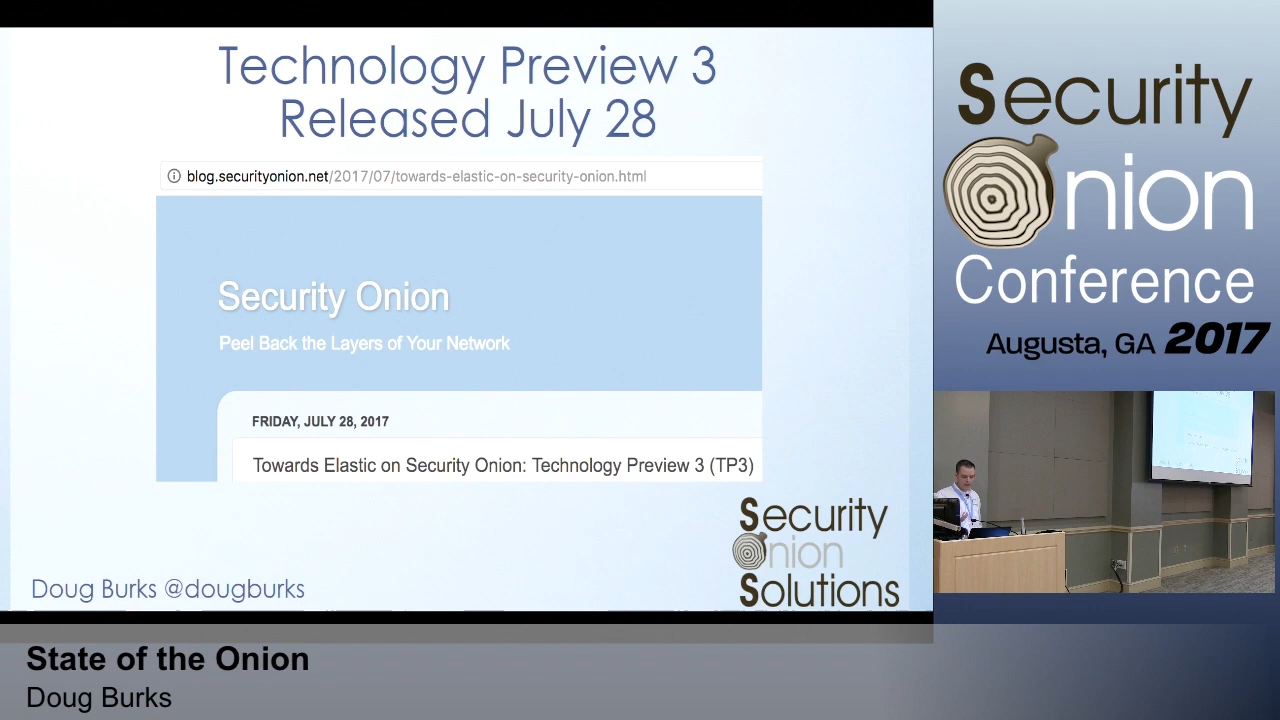 Technology Preview 3
Released July 28
blog.securityonion.net/2017/07/towards-elastic-on-security-onion.html
Security Onion
Peel Back the Layers of Your Network
FRIDAY, JULY 28, 2017
Towards Elastic on Security Onion: Technology Preview 3 (TP3)
Security
Onion
Solutions
Doug Burks @dougburks
Security
Onion
Conference
Augusta, GA 2017
State of the Onion
Doug Burks